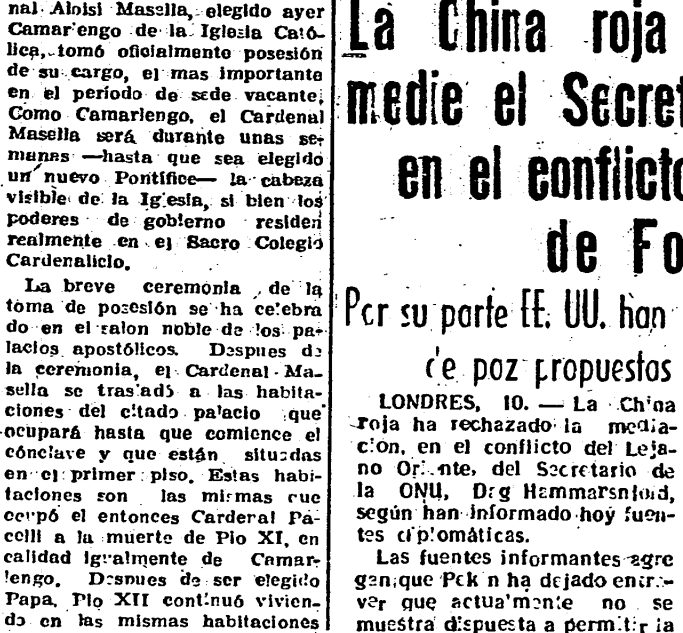 nal Aloisi Masella, elegido ayer
Camar'engo de la Iglesia Cató-
lica, tomó oficialmente posesión
de su cargo, el mas importante
en el período de sede vacante.
Como Camarlengo, el Cardenal
Masella será durante unas se-
manas —hasta que sea elegido
un nuevo Pontífice— la cabeza
visible de la Iglesia, si bien los
poderes de gobierno residen
realmente en el Sacro Colegio
Cardenalicio.
La breve ceremonia de la
toma de posesión se ha celebra
do en el salon noble de los pa-
lacios apostólicos. Despues de
la ceremonia, el Cardenal Ma-
sella se tras'adó a las habita-
ciones del citado palacio que
ocupará hasta que comience el
cónclave y que están situadas
en el primer piso. Estas habi-
taciones son las mismas que
ocupó el entonces Cardenal Pa-
celli a la muerte de Pio XI, en
calidad igualmente de Camar-
lengo. Despues de ser elegido
Papa, Pio XII continuó vivien-
do en las mismas habitaciones
La China roja
medie el Secret
en el conflicto
de Fo
Por su parte EE. UU. han
de paz propuestas
LONDRES, 10. — La China
roja ha rechazado la media-
ción, en el conflicto del Leja-
no Oriente, del Secretario de
la ONU, Dag
según han informado hoy fuen-
tes diplomáticas.
Las fuentes informantes agre
gan que Pekin ha dejado entre-
ver que actua'mente no se
muestra dispuesta a permitir la